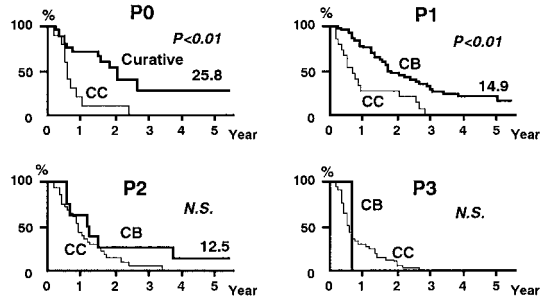 P0
%
100
50
0
P<0.01
Curative
25.8
CC
0 1 2 3 4 5 Year
P1
%
100
50
0
P<0.01
CB
14.9
CC
0 1 2 3 4 5 Year
P2
%
100
50
0
N.S.
CB
CC
12.5
0 1 2 3 4 5 Year
P3
%
100
50
0
N.S.
CB
CC
0 1 2 3 4 5 Year